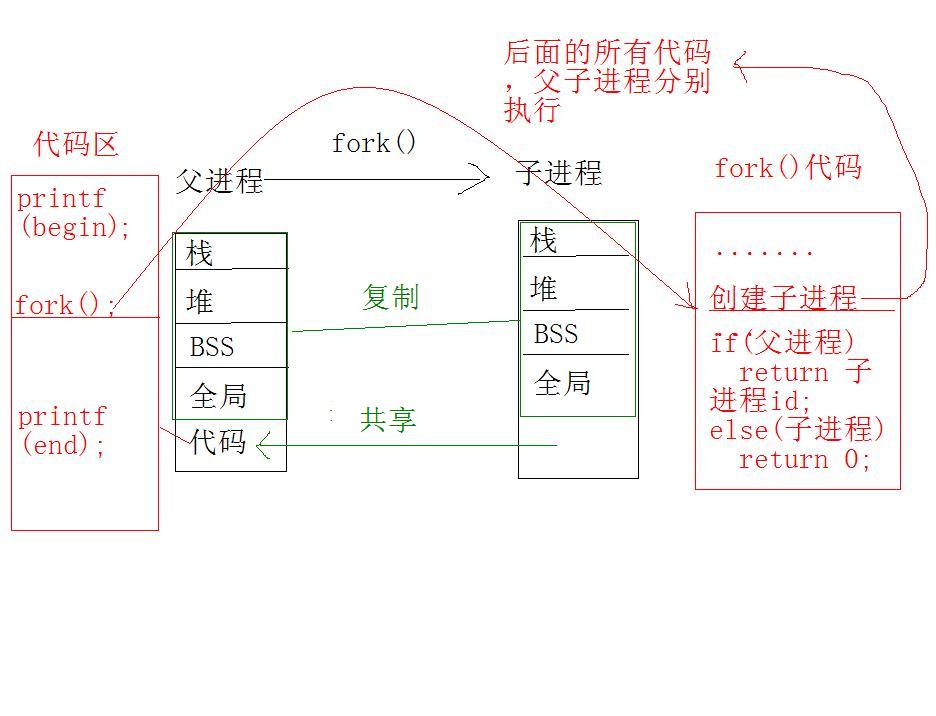 后面的所有代码
，父子进程分别
执行
代码区
printf
(begin);
fork();
printf
(end);
fork()
父进程
子进程
栈
堆
BSS
全局
代码
复制
共享
栈
堆
BSS
全局
fork()代码
.......
创建子进程
if(父进程)
return 子
进程id;
else(子进程)
return 0;